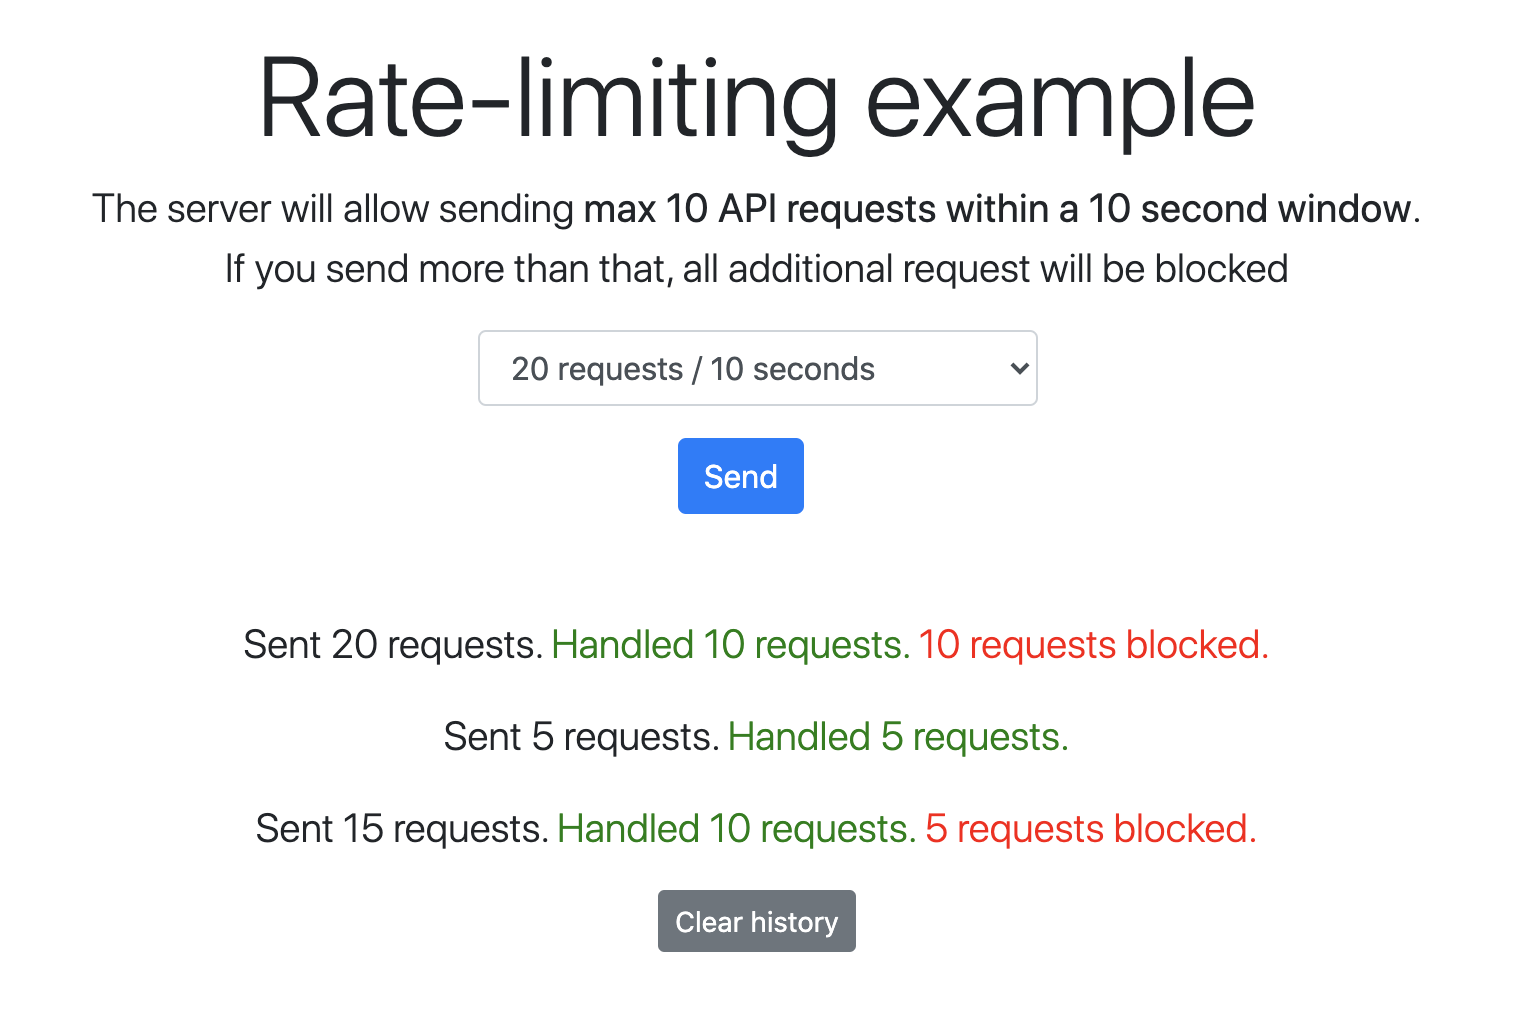 Rate-limiting example
The server will allow sending max 10 API requests within a 10 second window.
If you send more than that, all additional request will be blocked
20 requests / 10 seconds
Send
Sent 20 requests. Handled 10 requests. 10 requests blocked.
Sent 5 requests. Handled 5 requests.
Sent 15 requests. Handled 10 requests. 5 requests blocked.
Clear history